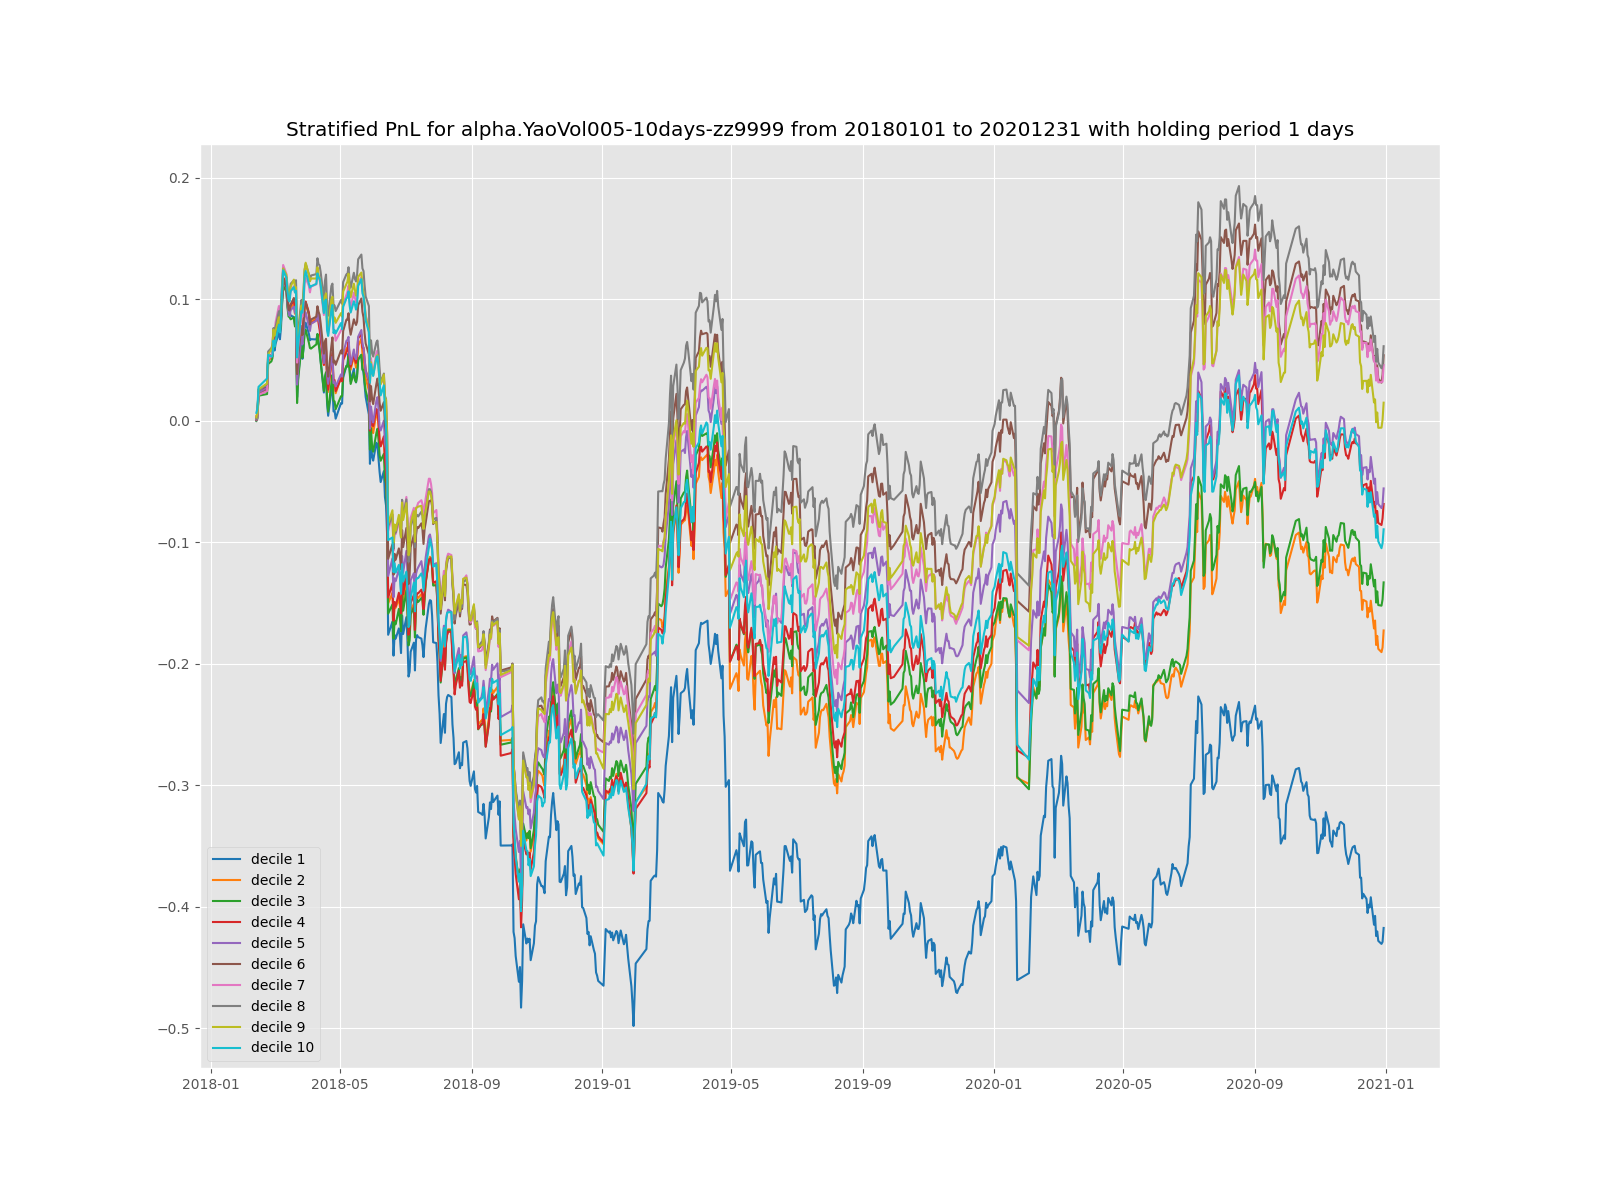 Stratified PnL for alpha.YaoVol005-10days-zz9999 from 20180101 to 20201231 with holding period 1 days
0.2
0.1
0.0
−0.1
−0.2
−0.3
−0.4
−0.5
decile 1
decile 2
decile 3
decile 4
decile 5
decile 6
decile 7
decile 8
decile 9
decile 10
2018-01 2018-05 2018-09 2019-01 2019-05 2019-09 2020-01 2020-05 2020-09 2021-01